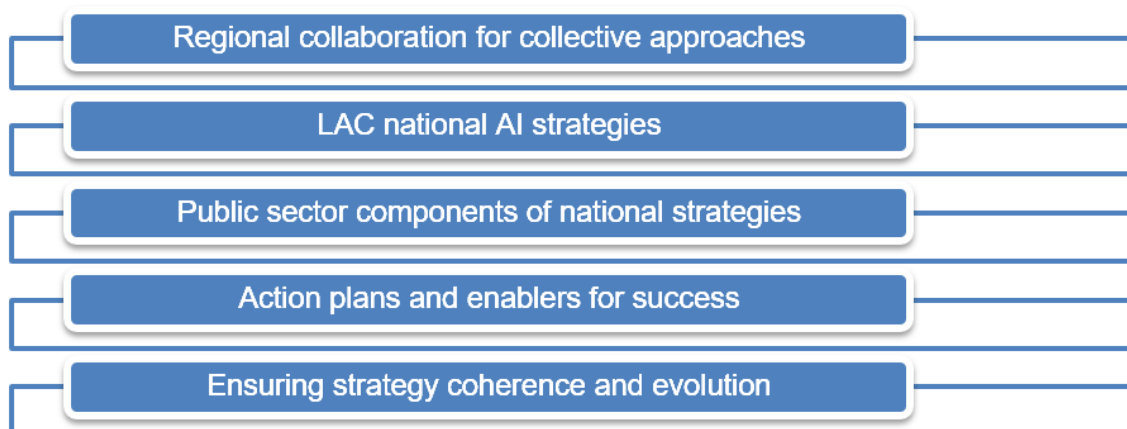 Regional collaboration for collective approaches
LAC national AI strategies
Public sector components of national strategies
Action plans and enablers for success
Ensuring strategy coherence and evolution